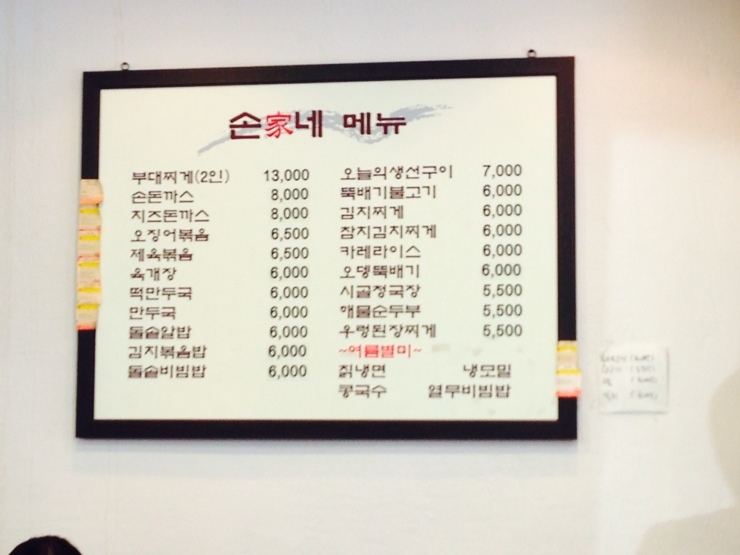 손家네 메뉴
부대찌게(2인) 13,000
손돈까스 8,000
치즈돈까스 8,000
오징어볶음 6,500
제육볶음 6,500
육개장 6,000
떡만두국 6,000
만두국 6,000
돌솥알밥 6,000
김치볶음밥 6,000
돌솥비빔밥 6,000
오늘의생선구이 7,000
뚝배기불고기 6,000
김치찌게 6,000
참치김치찌게 6,000
카레라이스 6,000
오뎅뚝배기 6,000
시골청국장 5,500
해물순두부 5,500
우렁된장찌게 5,500
~여름별미~
칡냉면 냉모밀
콩국수 열무비빔밥